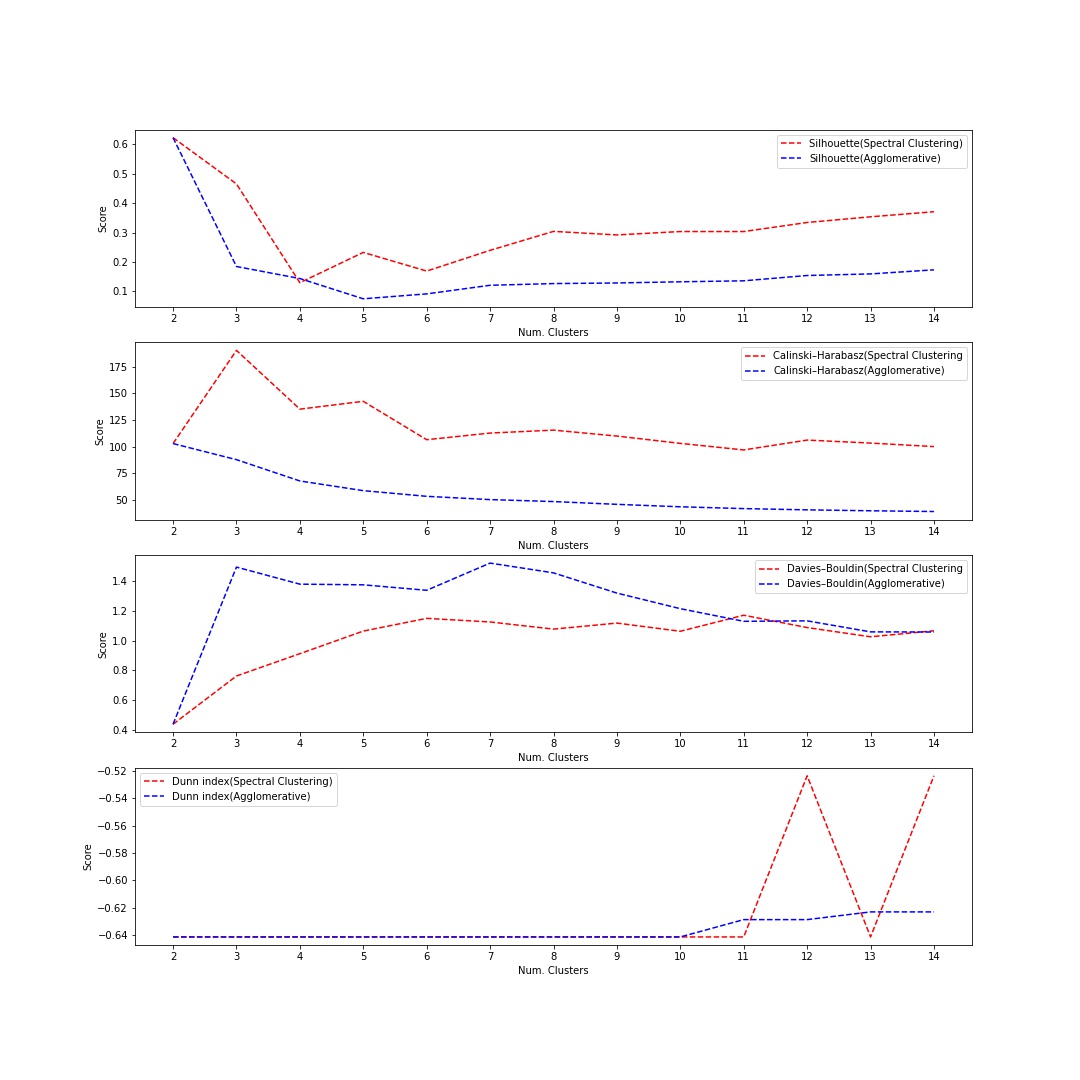 0.6
0.5
0.4
0.3
0.2
0.1
Score
Silhouette(Spectral Clustering)
Silhouette(Agglomerative)
2 3 4 5 6 7 8 9 10 11 12 13 14
Num. Clusters
175
150
125
100
75
50
Score
Calinski–Harabasz(Spectral Clustering
Calinski–Harabasz(Agglomerative)
2 3 4 5 6 7 8 9 10 11 12 13 14
Num. Clusters
1.4
1.2
1.0
0.8
0.6
0.4
Score
Davies–Bouldin(Spectral Clustering
Davies–Bouldin(Agglomerative)
2 3 4 5 6 7 8 9 10 11 12 13 14
Num. Clusters
−0.52
−0.54
−0.56
−0.58
−0.60
−0.62
−0.64
Score
Dunn index(Spectral Clustering)
Dunn index(Agglomerative)
2 3 4 5 6 7 8 9 10 11 12 13 14
Num. Clusters